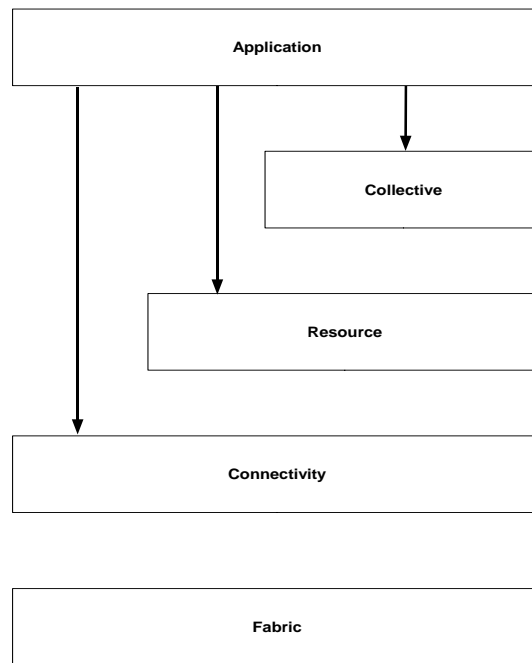 Application
Collective
Resource
Connectivity
Fabric